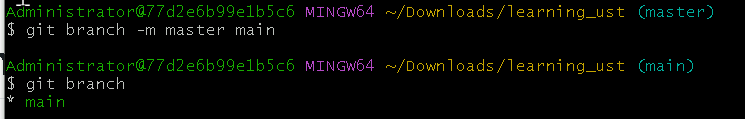 Administrator@77d2e6b99e1b5c6 MINGW64 ~/Downloads/learning_ust (master)
$ git branch -m master main
Administrator@77d2e6b99e1b5c6 MINGW64 ~/Downloads/learning_ust (main)
$ git branch
* main